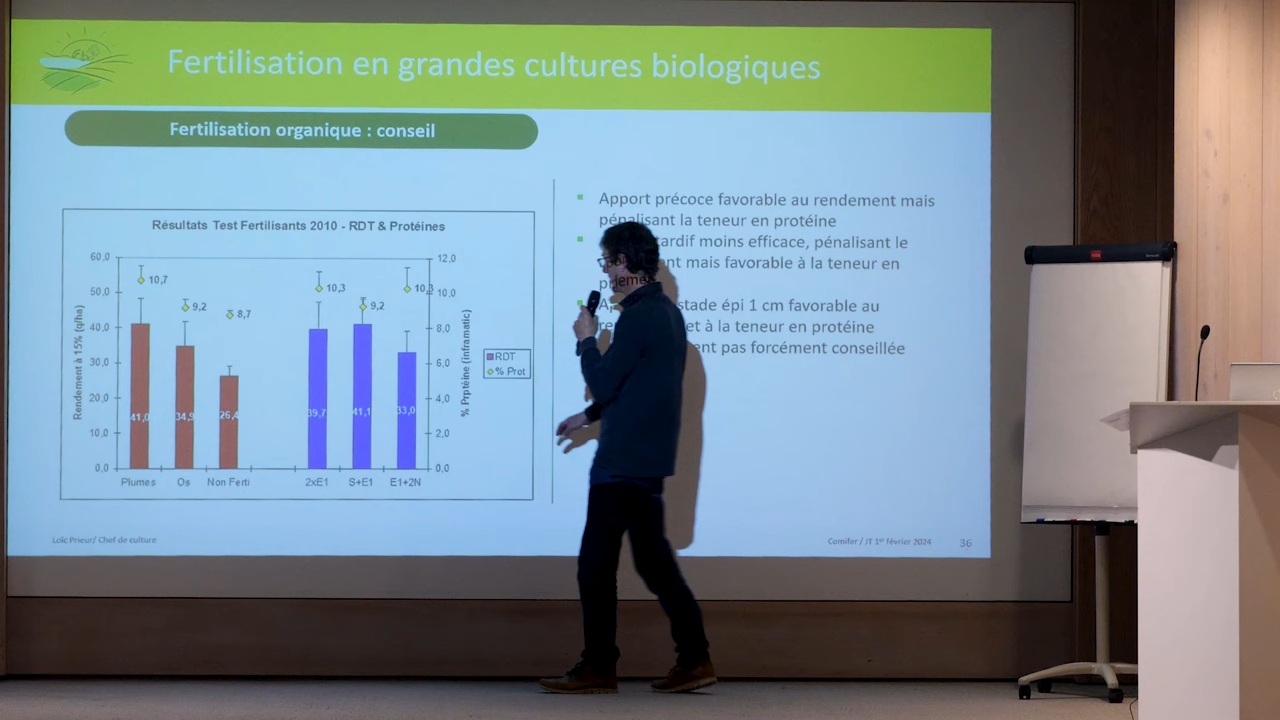 Fertilisation en grandes cultures biologiques
Fertilisation organique : conseil
Résultats Test Fertilisants 2010 - RDT & Protéines
60,0
50,0
40,0
30,0
20,0
10,0
0,0
Rendement à 15% (q/ha)
10,7
9,2
8,7
10,3
9,2
10,3
41,0
34,9
26,4
39,7
41,1
33,0
12,0
10,0
8,0
6,0
4,0
2,0
0,0
% Prptéine (inframatic)
RDT
% Prot
Plumes
Os
Non Ferti
2xE1
S+E1
E1+2N
Apport précoce favorable au rendement mais
pénalisant la teneur en protéine
tardif moins efficace, pénalisant le
mais favorable à la teneur en
stade épi 1 cm favorable au
et à la teneur en protéine
pas forcément conseillée
Loïc Prieur/ Chef de culture
Comifer / JT 1er février 2024
36